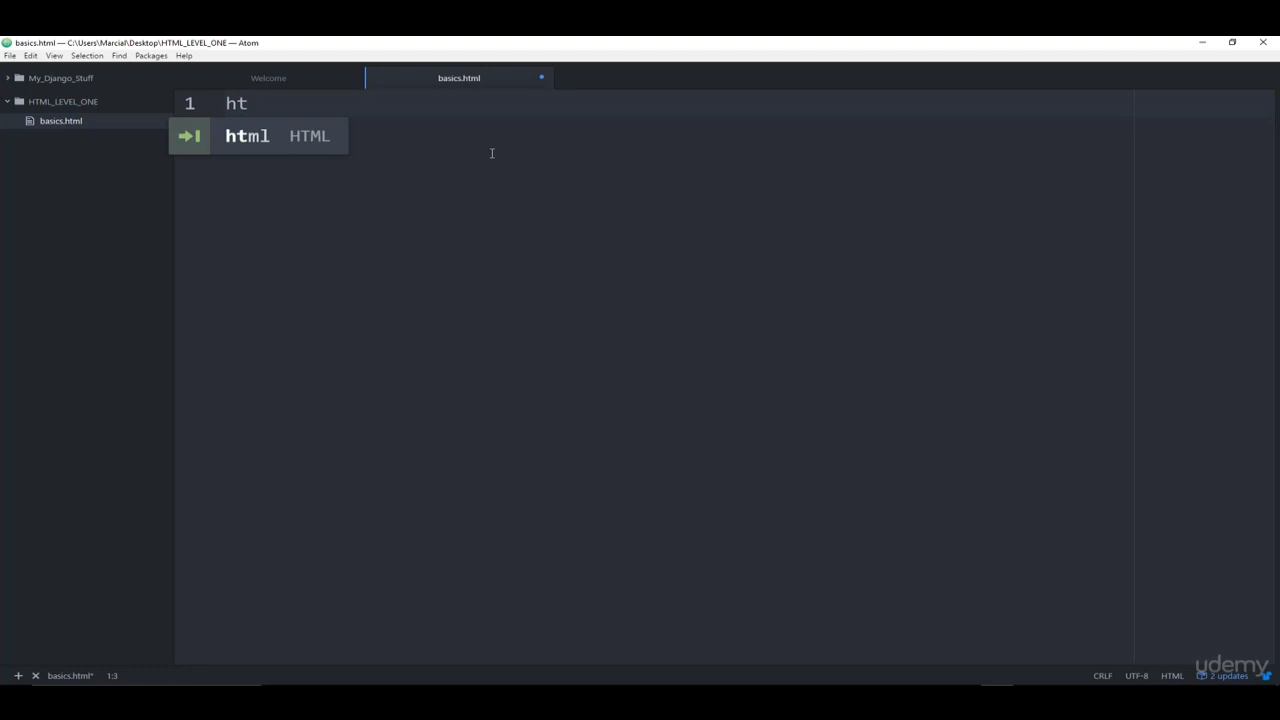 basics.html — C:\Users\Marcial\Desktop\HTML_LEVEL_ONE — Atom
File Edit View Selection Find Packages Help
My_Django_Stuff
HTML_LEVEL_ONE
basics.html
Welcome
basics.html
1 ht
html HTML
udemy
basics.html* 1:3
CRLF UTF-8 HTML 2 updates